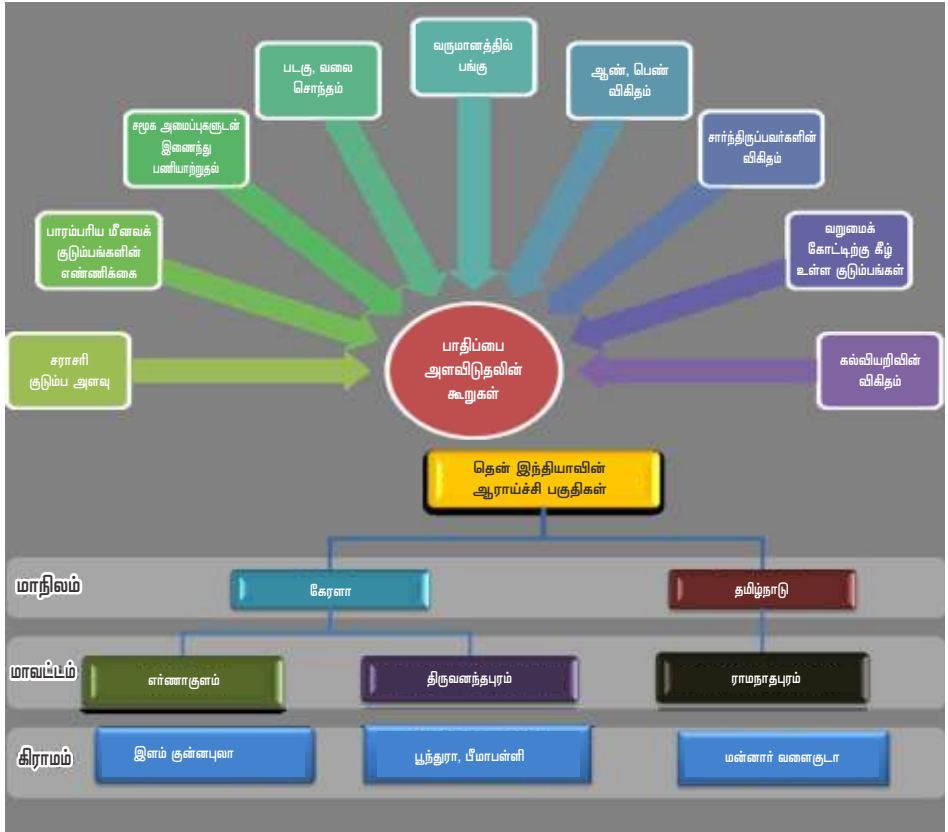 வருமானத்தில்
பங்கு
படகு, வலை
சொந்தம்
ஆண், பெண்
விகிதம்
சமூக அமைப்புகளுடன்
இணைந்து
பணியாற்றுதல்
சார்ந்திருப்பவர்களின்
விகிதம்
பாரம்பரிய மீனவக்
குடும்பங்களின்
எண்ணிக்கை
வறுமைக்
கோட்டிற்கு கீழ்
உள்ள குடும்பங்கள்
சராசரி
குடும்ப அளவு
பாதிப்பை
அளவிடுதலின்
கூறுகள்
கல்வியறிவின்
விகிதம்
தென் இந்தியாவின்
ஆராய்ச்சி பகுதிகள்
மாநிலம்
கேரளா
தமிழ்நாடு
மாவட்டம்
எர்ணாகுளம்
திருவனந்தபுரம்
ராமநாதபுரம்
கிராமம்
இளம் குன்னபுலா
பூந்துரா, பீமாபள்ளி
மன்னார் வளைகுடா